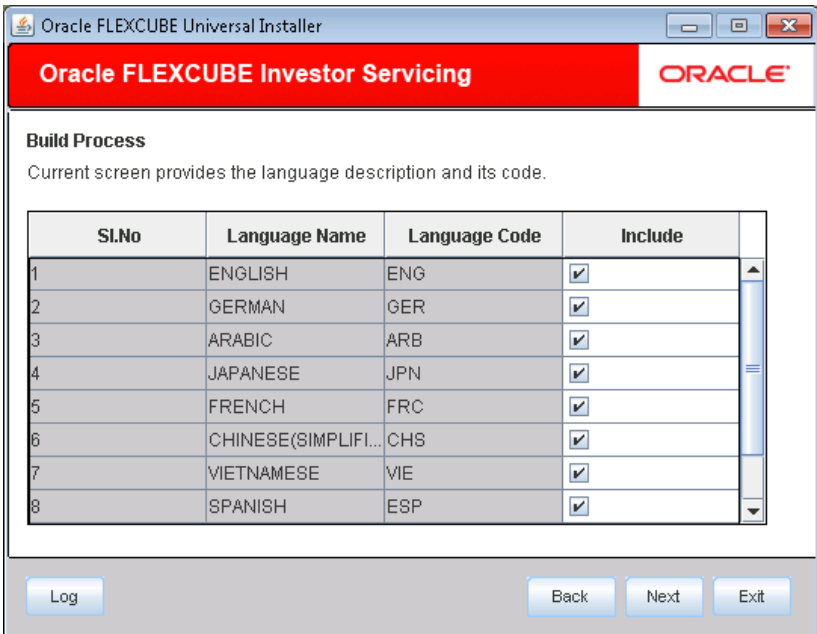 Oracle FLEXCUBE Universal Installer
Oracle FLEXCUBE Investor Servicing
ORACLE
Build Process
Current screen provides the language description and its code.
Sl.No Language Name Language Code Include
1 ENGLISH ENG
2 GERMAN GER
3 ARABIC ARB
4 JAPANESE JPN
5 FRENCH FRC
6 CHINESE(SIMPLIFI... CHS
7 VIETNAMESE VIE
8 SPANISH ESP
Log Back Next Exit